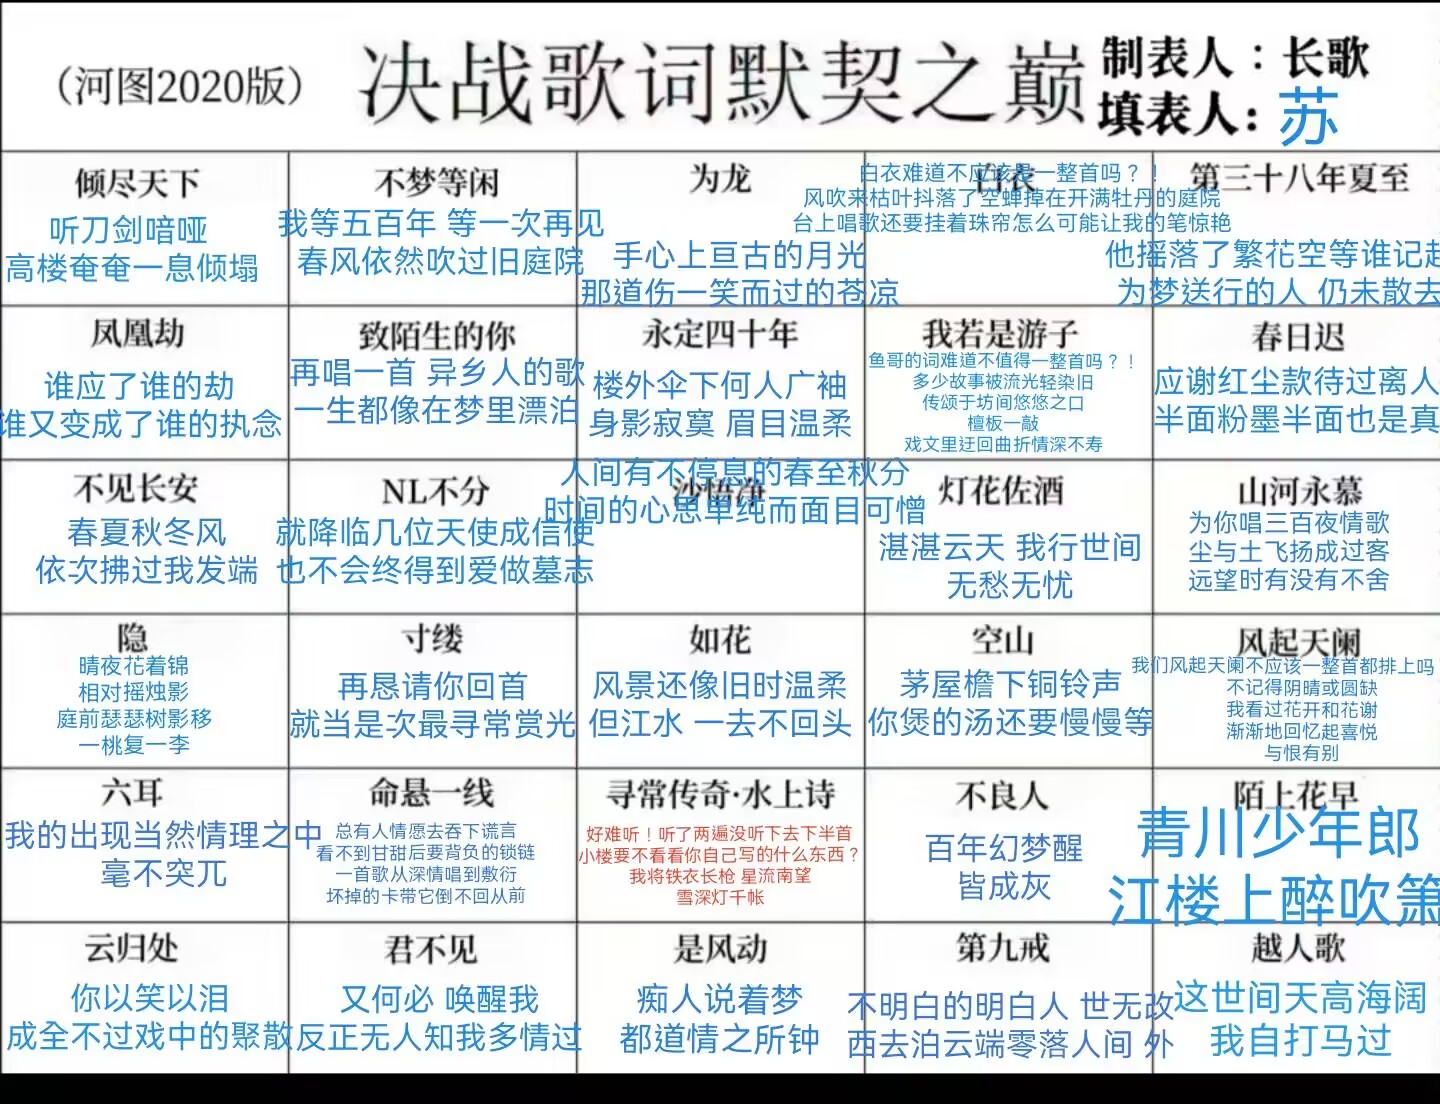 （河图2020版）
决战歌词默契之巅
制表人：长歌
填表人：苏
倾尽天下
听刀剑喑哑
高楼奄奄一息倾塌
不梦等闲
我等五百年 等一次再见
春风依然吹过旧庭院
为龙
手心上亘古的月光
那道伤一笑而过的苍凉
白衣
白衣难道不应该是一整首吗？！
风吹来枯叶抖落了空蝉掉在开满牡丹的庭院
台上唱歌还要挂着珠帘怎么可能让我的笔惊艳
第三十八年夏至
他摇落了繁花空等谁记起
为梦送行的人 仍未散去
凤凰劫
谁应了谁的劫
谁又变成了谁的执念
致陌生的你
再唱一首 异乡人的歌
一生都像在梦里漂泊
永定四十年
楼外伞下何人广袖
身影寂寞 眉目温柔
我若是游子
鱼哥的词难道不值得一整首吗？！
多少故事被流光轻染旧
传颂于坊间悠悠之口
檀板一敲
戏文里迂回曲折情深不寿
春日迟
应谢红尘款待过离人
半面粉墨半面也是真
不见长安
春夏秋冬风
依次拂过我发端
NL不分
就降临几位天使成信使
也不会终得到爱做墓志
沙悟净
人间有不停息的春至秋分
时间的心思单纯而面目可憎
灯花佐酒
湛湛云天 我行世间
无愁无忧
山河永慕
为你唱三百夜情歌
尘与土飞扬成过客
远望时有没有不舍
隐
晴夜花着锦
相对摇烛影
庭前瑟瑟树影移
一桃复一李
寸缕
再恳请你回首
就当是次最寻常赏光
如花
风景还像旧时温柔
但江水 一去不回头
空山
茅屋檐下铜铃声
你煲的汤还要慢慢等
风起天阑
我们风起天阑不应该一整首都排上吗
不记得阴晴或圆缺
我看过花开和花谢
渐渐地回忆起喜悦
与恨有别
六耳
我的出现当然情理之中
毫不突兀
命悬一线
总有人情愿去吞下谎言
看不到甘甜后要背负的锁链
一首歌从深情唱到敷衍
坏掉的卡带它倒不回从前
寻常传奇·水上诗
好难听！听了两遍没听下去下半首
小楼要不看看你自己写的什么东西？
我将铁衣长枪 星流南望
雪深灯千帐
不良人
百年幻梦醒
皆成灰
陌上花早
青川少年郎
江楼上醉吹箫
云归处
你以笑以泪
成全不过戏中的聚散
君不见
又何必 唤醒我
反正无人知我多情过
是风动
痴人说着梦
都道情之所钟
第九戒
不明白的明白人 世无改
西去泊云端零落人间 外
越人歌
这世间天高海阔
我自打马过